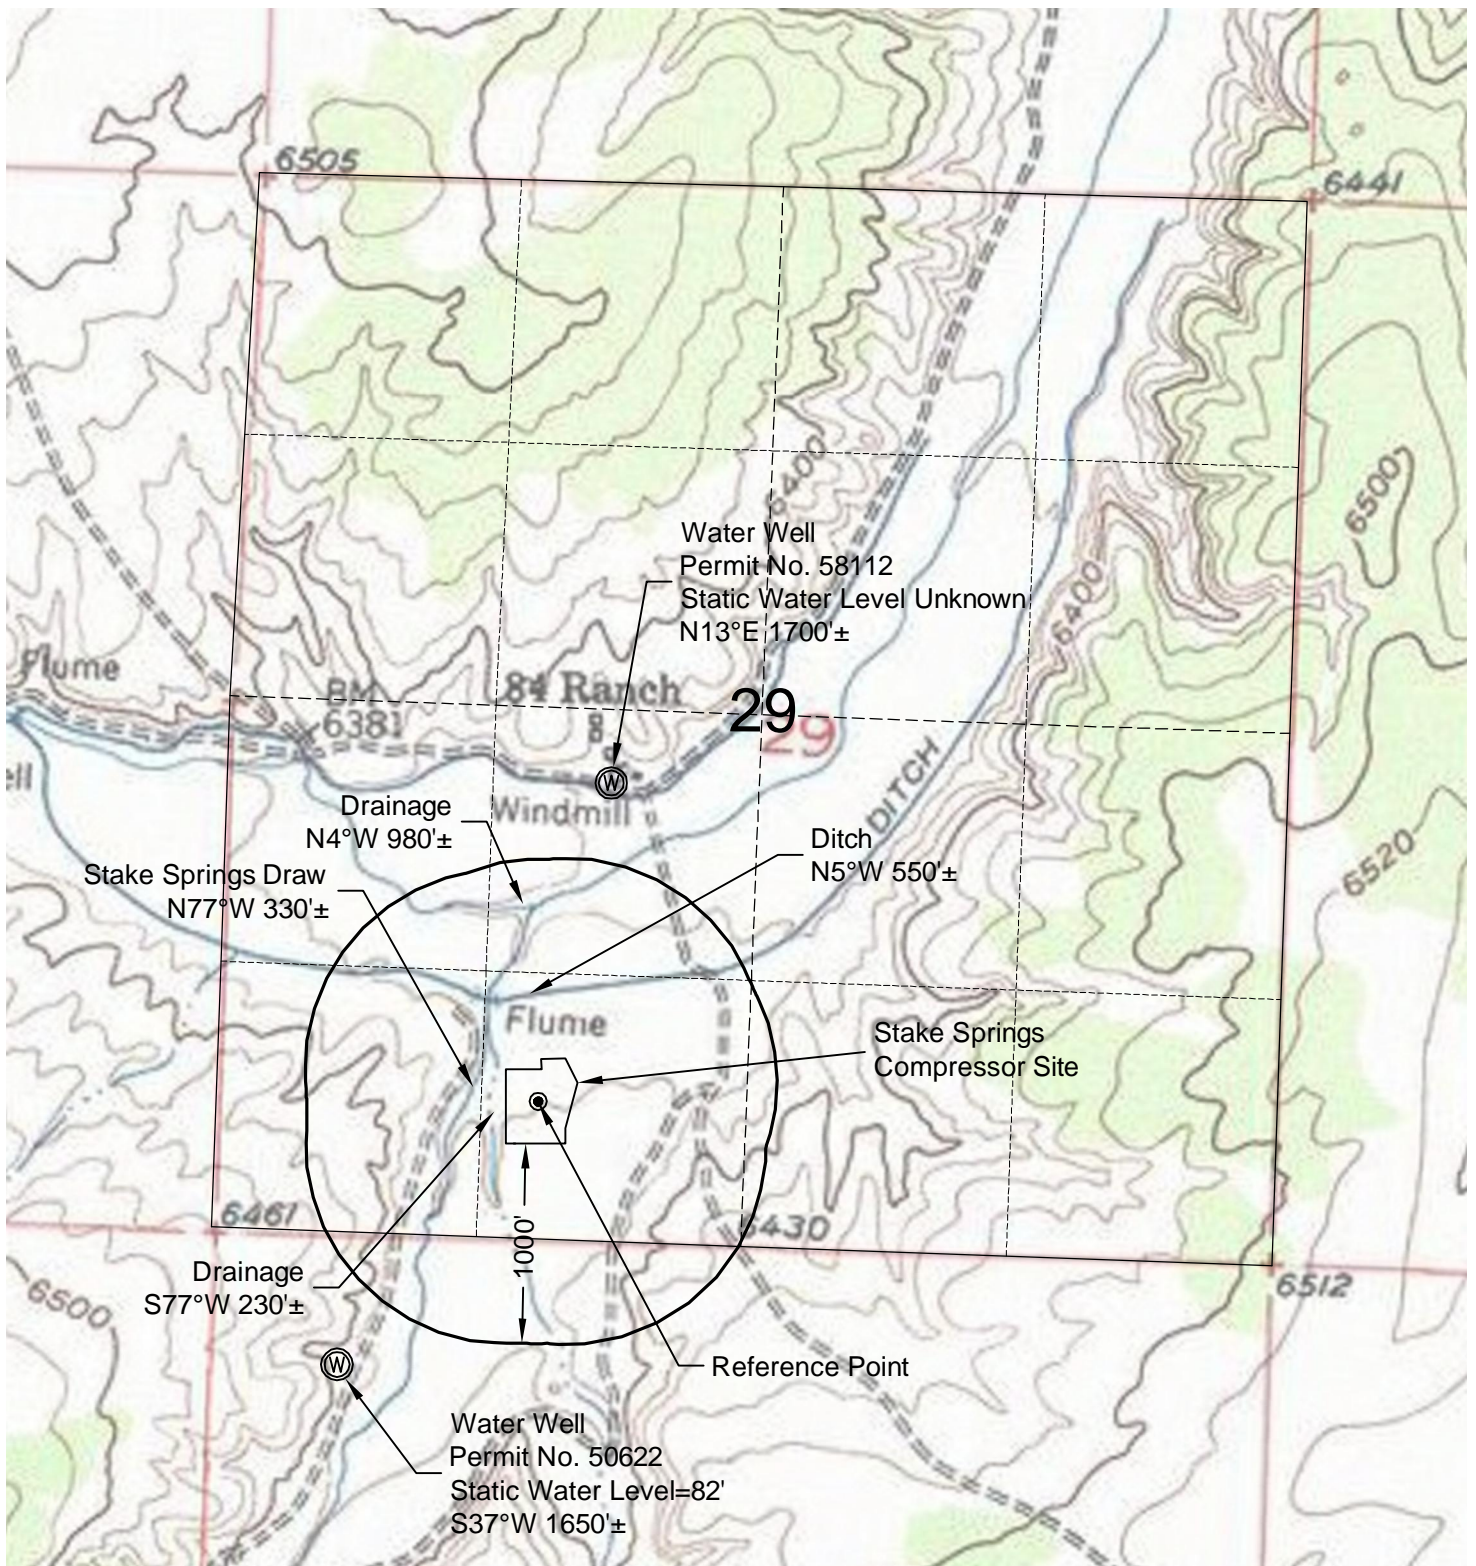 6505
6441
6400
6500
Water Well
Permit No. 58112
Static Water Level Unknown
N13°E 1700'±
6400
Flume
84 Ranch
BM
6381
29
29
DITCH
W
Windmill
Drainage
N4°W 980'±
Ditch
N5°W 550'±
6520
Stake Springs Draw
N77°W 330'±
Flume
Stake Springs
Compressor Site
6461
6430
1000'
Drainage
S77°W 230'±
6500
6512
W
Reference Point
Water Well
Permit No. 50622
Static Water Level=82'
S37°W 1650'±